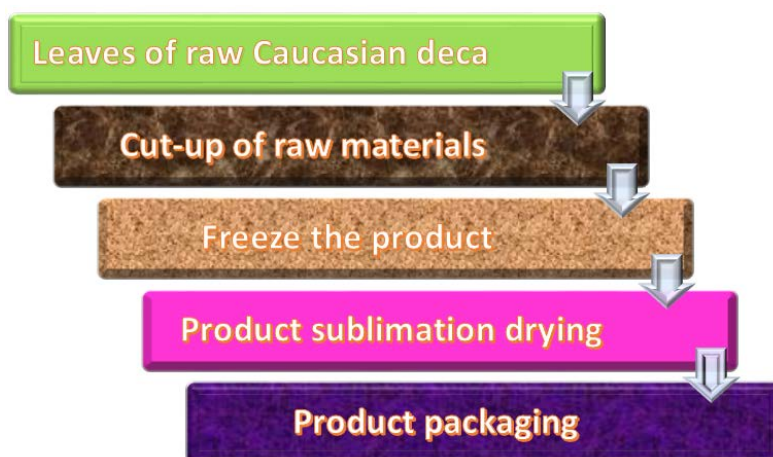 Leaves of raw Caucasian deca
Cut-up of raw materials
Freeze the product
Product sublimation drying
Product packaging